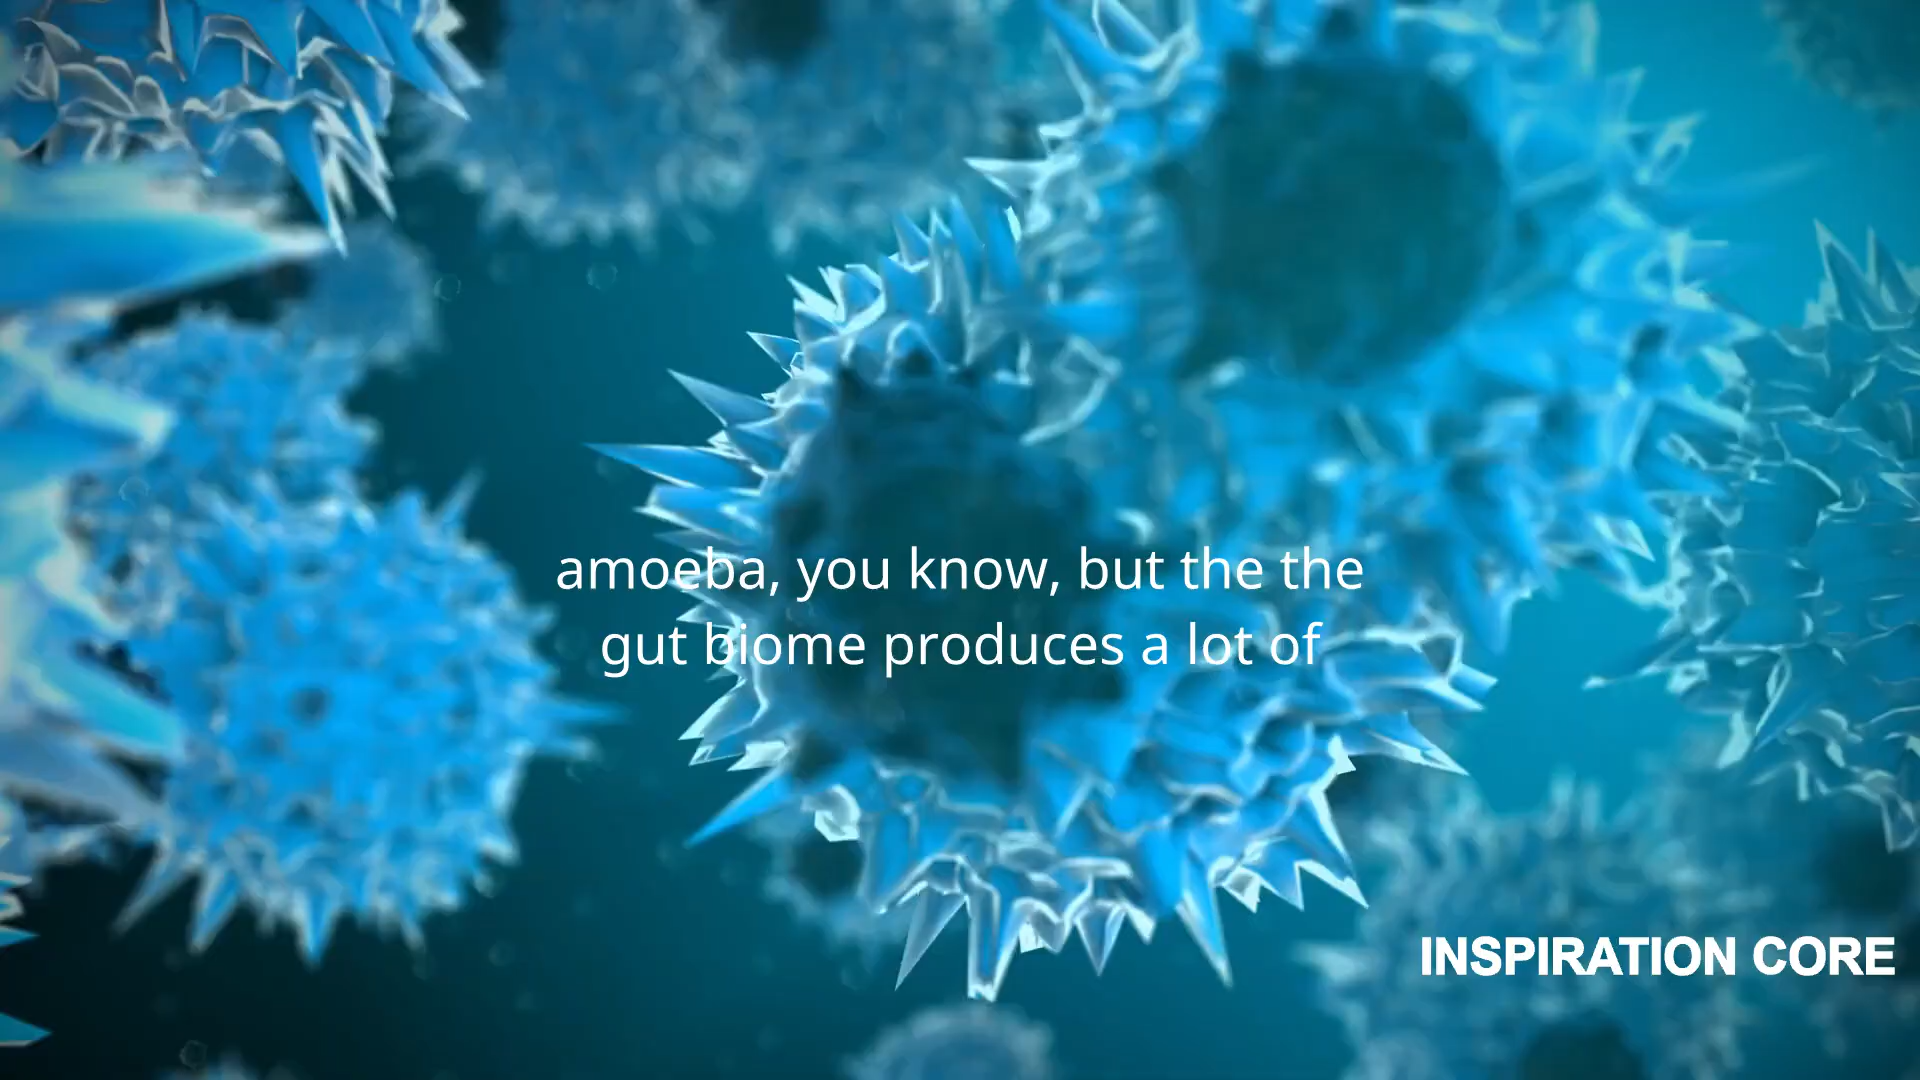 amoeba, you know, but the the
gut biome produces a lot of
INSPIRATION CORE